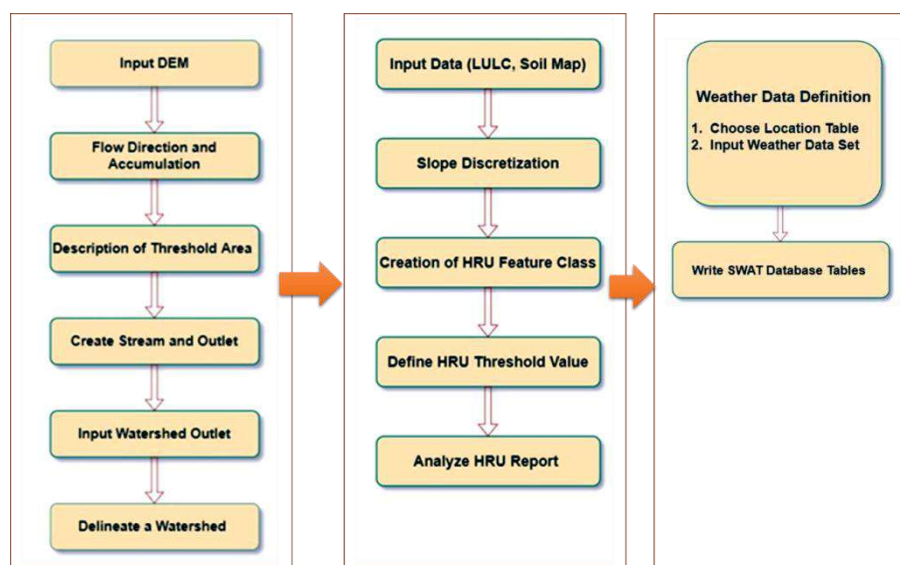 Input DEM
Flow Direction and
Accumulation
Description of Threshold Area
Create Stream and Outlet
Input Watershed Outlet
Delineate a Watershed
Input Data (LULC, Soil Map)
Slope Discretization
Creation of HRU Feature Class
Define HRU Threshold Value
Analyze HRU Report
Weather Data Definition
1. Choose Location Table
2. Input Weather Data Set
Write SWAT Database Tables